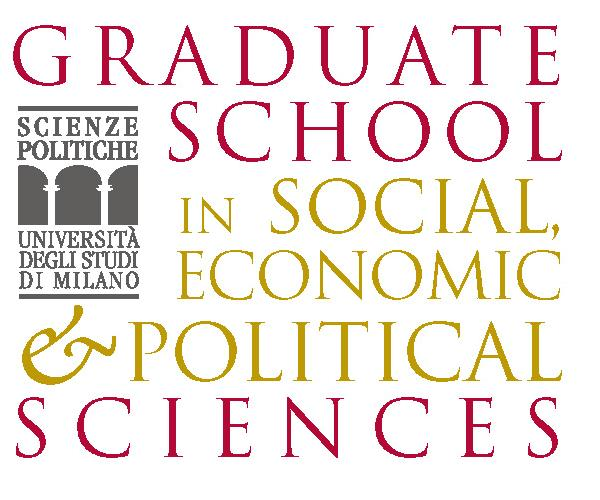 GRADUATE
SCHOOL
SCIENZE
POLITICHE
UNIVERSITÀ
DEGLI STUDI
DI MILANO
IN SOCIAL,
ECONOMIC
& POLITICAL
SCIENCES